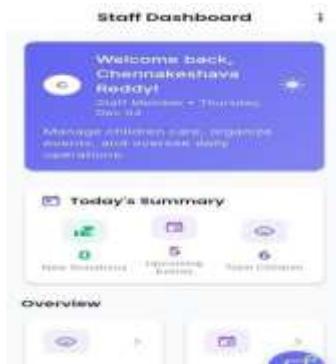 Staff Dashboard
Welcome back,
Chennakeshava
Reddy!
C
Staff Member • Thursday,
Dec 04
Manage children care, organize
events, and oversee daily
operations.
Today's Summary
0
5
6
New Donations
Upcoming
Events
Total Children
Overview